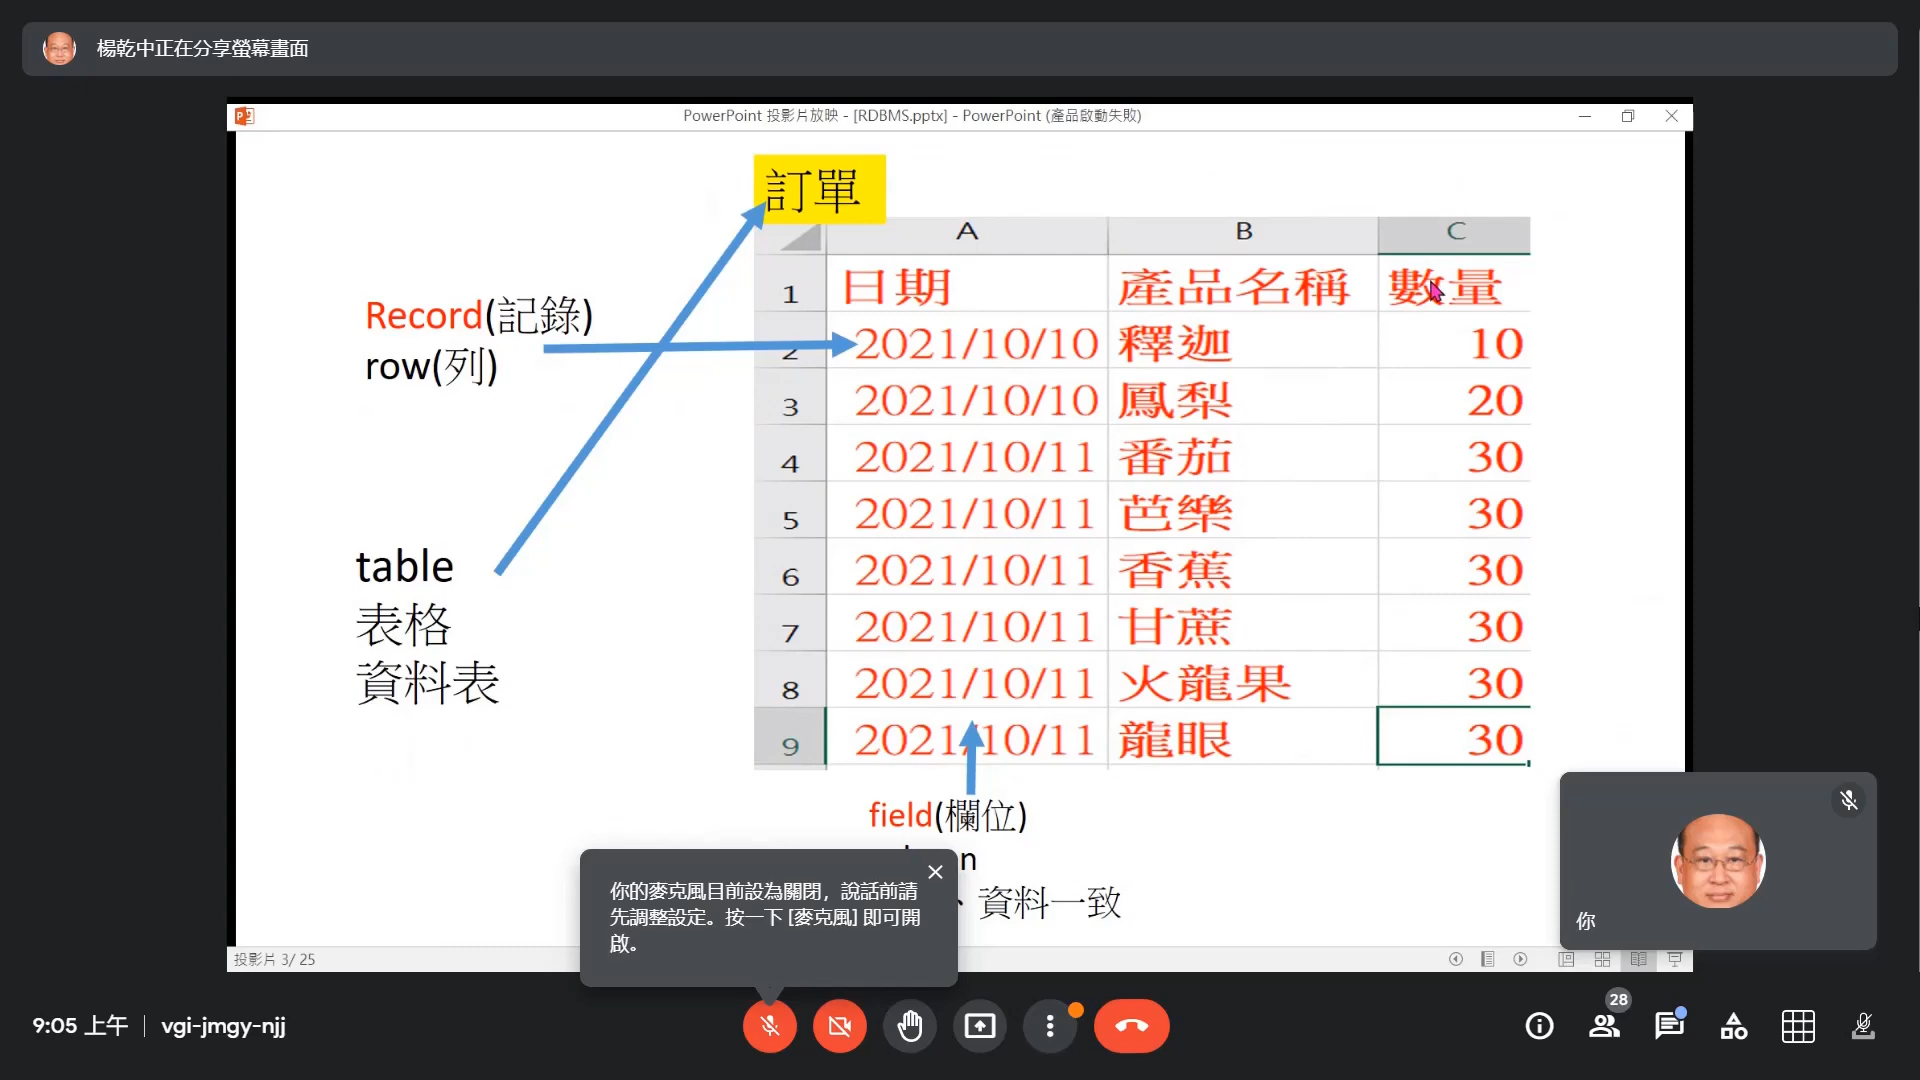 楊乾中正在分享螢幕畫面
PowerPoint 投影片放映 - [RDBMS.pptx] - PowerPoint (產品啟動失敗)
訂單
A B C
1 日期 產品名稱 數量
2 2021/10/10 釋迦 10
3 2021/10/10 鳳梨 20
4 2021/10/11 番茄 30
5 2021/10/11 芭樂 30
6 2021/10/11 香蕉 30
7 2021/10/11 甘蔗 30
8 2021/10/11 火龍果 30
9 2021/10/11 龍眼 30
Record(記錄)
row(列)
table
表格
資料表
field(欄位)
、資料一致
你的麥克風目前設為關閉，說話前請
先調整設定。按一下 [麥克風] 即可開
啟。
你
投影片 3/ 25
9:05 上午
vgi-jmgy-njj
28